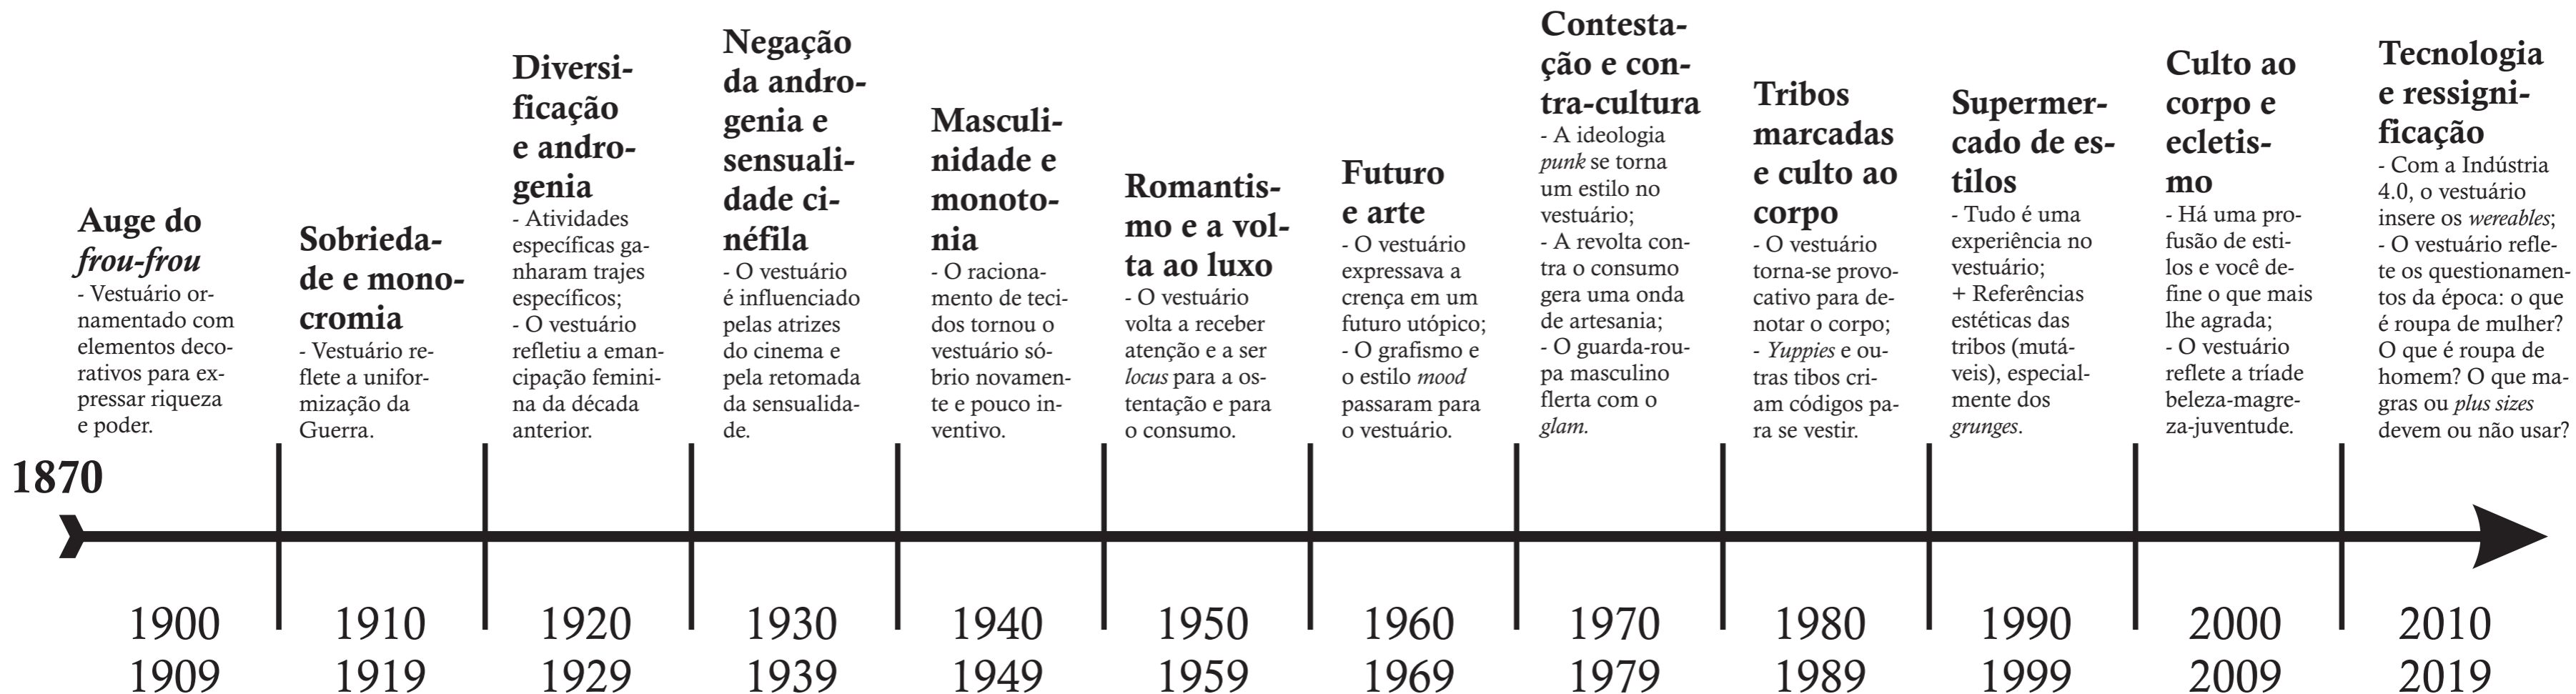 Auge do
frou-frou
- Vestuário or-
namentado com
elementos deco-
rativos para ex-
pressar riqueza
e poder.
Sobrieda-
de e mono-
cromia
- Vestuário re-
flete a unifor-
mização da
Guerra.
Diversi-
ficação
e andro-
genia
- Atividades
específicas ga-
nharam trajes
específicos;
- O vestuário
refletiu a eman-
cipação femini-
na da década
anterior.
Negação
da andro-
genia e
sensuali-
dade ci-
néfila
- O vestuário
é influenciado
pelas atrizes
do cinema e
pela retomada
da sensualida-
de.
Masculi-
nidade e
monoto-
nia
- O raciona-
mento de teci-
dos tornou o
vestuário só-
brio novamen-
te e pouco in-
ventivo.
Romantis-
mo e a vol-
ta ao luxo
- O vestuário
volta a receber
atenção e a ser
locus para a os-
tentação e para
o consumo.
Futuro
e arte
- O vestuário
expressava a
crença em um
futuro utópico;
- O grafismo e
o estilo mood
passaram para
o vestuário.
Contesta-
ção e con-
tra-cultura
- A ideologia
punk se torna
um estilo no
vestuário;
- A revolta con-
tra o consumo
gera uma onda
de artesania;
- O guarda-rou-
pa masculino
flerta com o
glam.
Tribos
marcadas
e culto ao
corpo
- O vestuário
torna-se provo-
cativo para de-
notar o corpo;
- Yuppies e ou-
tras tibos cri-
am códigos pa-
ra se vestir.
Supermer-
cado de es-
tilos
- Tudo é uma
experiência no
vestuário;
+ Referências
estéticas das
tribos (mutá-
veis), especial-
mente dos
grunges.
Culto ao
corpo e
ecletis-
mo
- Há uma pro-
fusão de esti-
los e você de-
fine o que mais
lhe agrada;
- O vestuário
reflete a tríade
beleza-magre-
za-juventude.
Tecnologia
e ressigni-
ficação
- Com a Indústria
4.0, o vestuário
insere os wereables;
- O vestuário refle-
te os questionamen-
tos da época: o que
é roupa de mulher?
O que é roupa de
homem? O que ma-
gras ou plus sizes
devem ou não usar?
1870
1900
1909
1910
1919
1920
1929
1930
1939
1940
1949
1950
1959
1960
1969
1970
1979
1980
1989
1990
1999
2000
2009
2010
2019